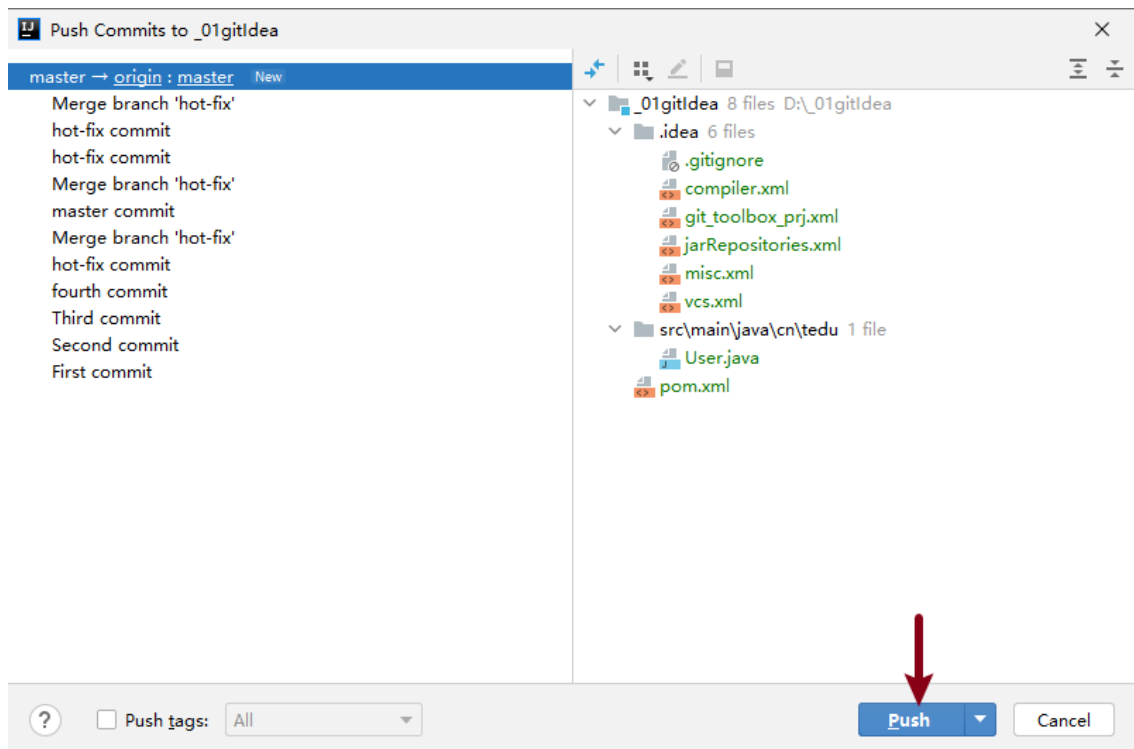 Push Commits to _01gitIdea
master → origin : master New
Merge branch 'hot-fix'
hot-fix commit
hot-fix commit
Merge branch 'hot-fix'
master commit
Merge branch 'hot-fix'
hot-fix commit
fourth commit
Third commit
Second commit
First commit
_01gitIdea 8 files D:\_01gitIdea
.idea 6 files
.gitignore
compiler.xml
git_toolbox_prj.xml
jarRepositories.xml
misc.xml
vcs.xml
src\main\java\cn\tedu 1 file
User.java
pom.xml
? Push tags: All
Push
Cancel